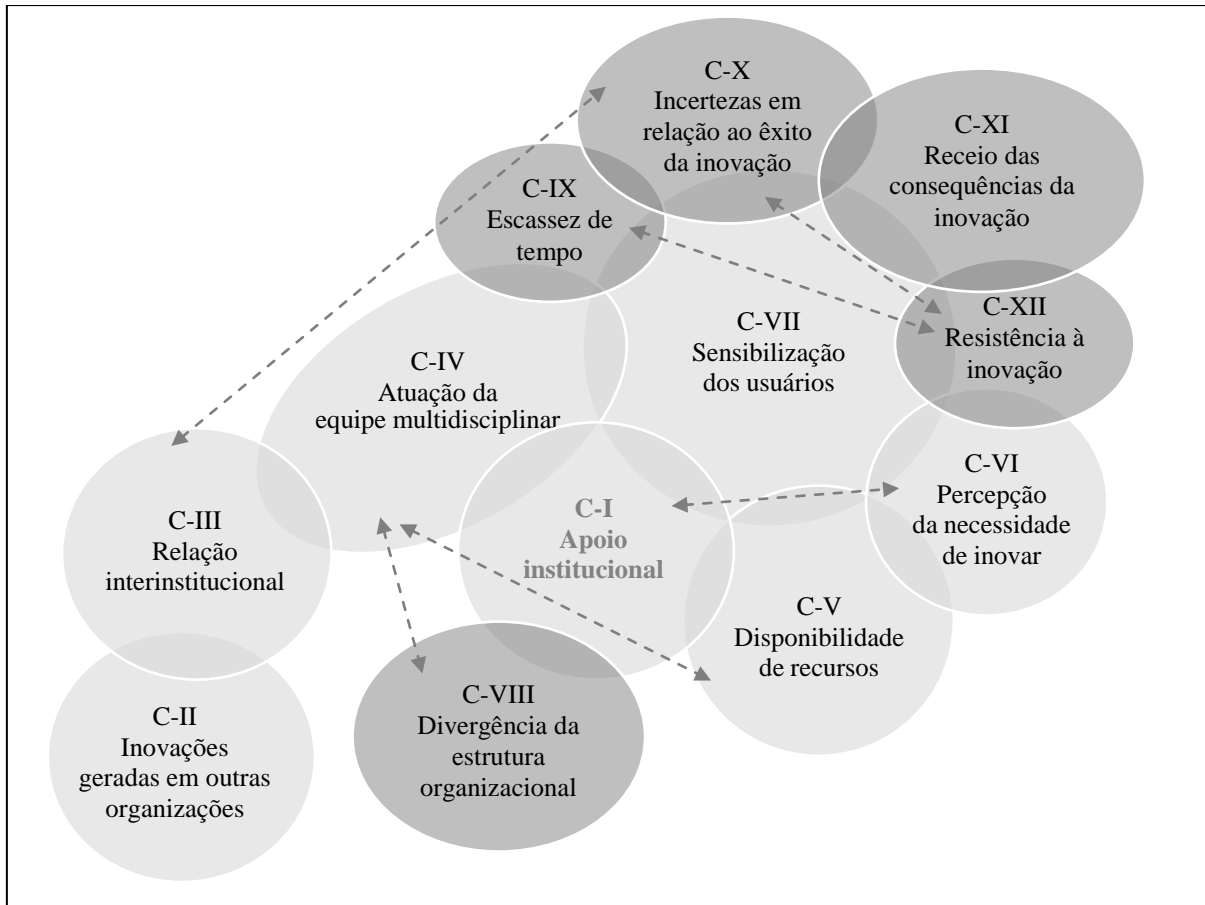 C-X
Incertezas em
relação ao êxito
da inovação
C-XI
Receio das
consequências da
inovação
C-IX
Escassez de
tempo
C-XII
Resistência à
inovação
C-VII
Sensibilização
dos usuários
C-IV
Atuação da
equipe multidisciplinar
C-VI
Percepção
da necessidade
de inovar
C-I
Apoio
institucional
C-III
Relação
interinstitucional
C-V
Disponibilidade
de recursos
C-VIII
Divergência da
estrutura
organizacional
C-II
Inovações
geradas em outras
organizações